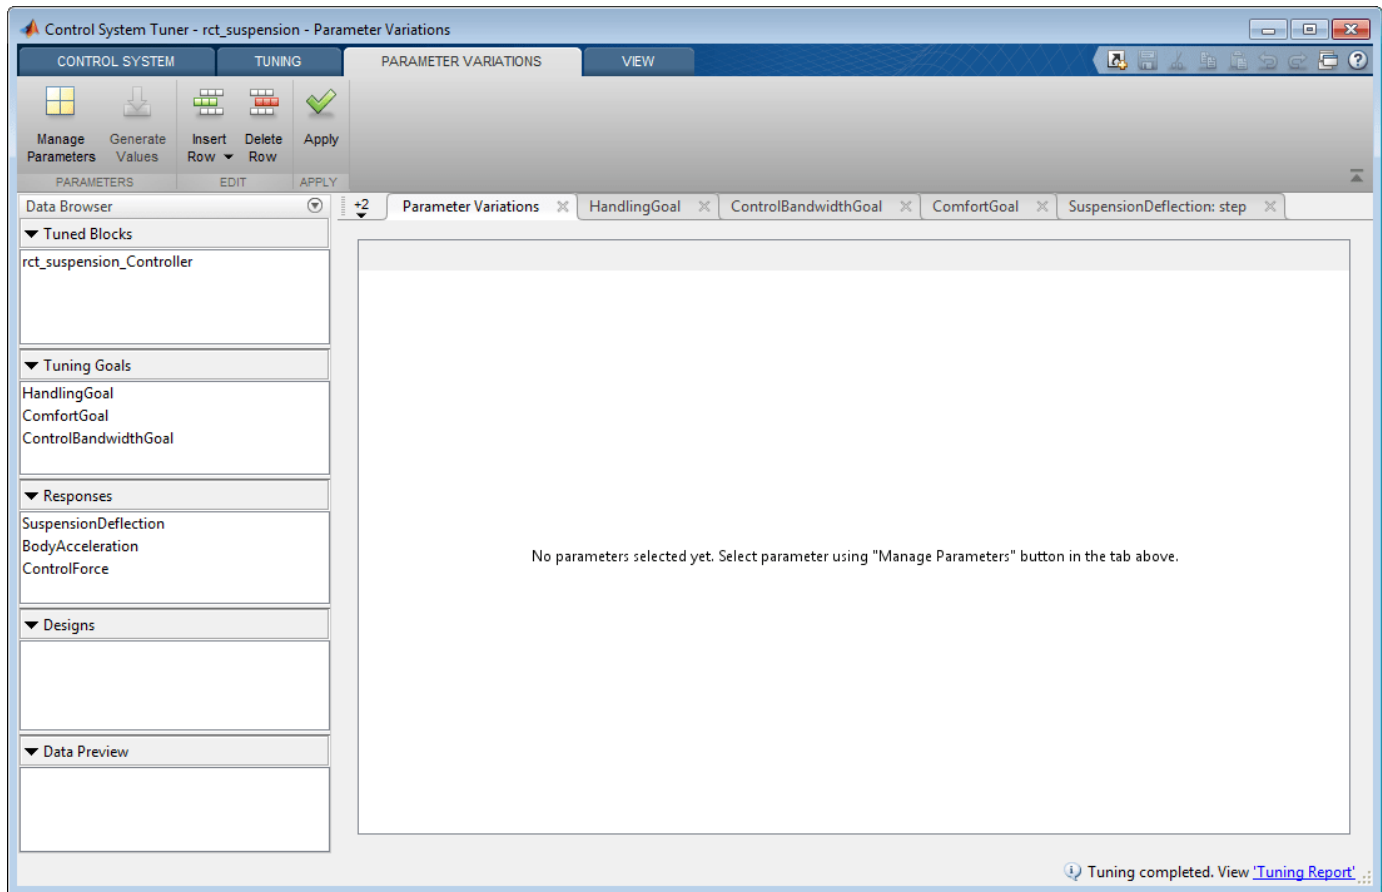 Control System Tuner - rct_suspension - Parameter Variations
CONTROL SYSTEM TUNING PARAMETER VARIATIONS VIEW
Manage Parameters
Generate Values
Insert Row
Delete Row
Apply
PARAMETERS EDIT APPLY
Data Browser
+2 Parameter Variations HandlingGoal ControlBandwidthGoal ComfortGoal SuspensionDeflection: step
Tuned Blocks
rct_suspension_Controller
Tuning Goals
HandlingGoal
ComfortGoal
ControlBandwidthGoal
Responses
SuspensionDeflection
BodyAcceleration
ControlForce
Designs
Data Preview
No parameters selected yet. Select parameter using "Manage Parameters" button in the tab above.
Tuning completed. View 'Tuning Report'